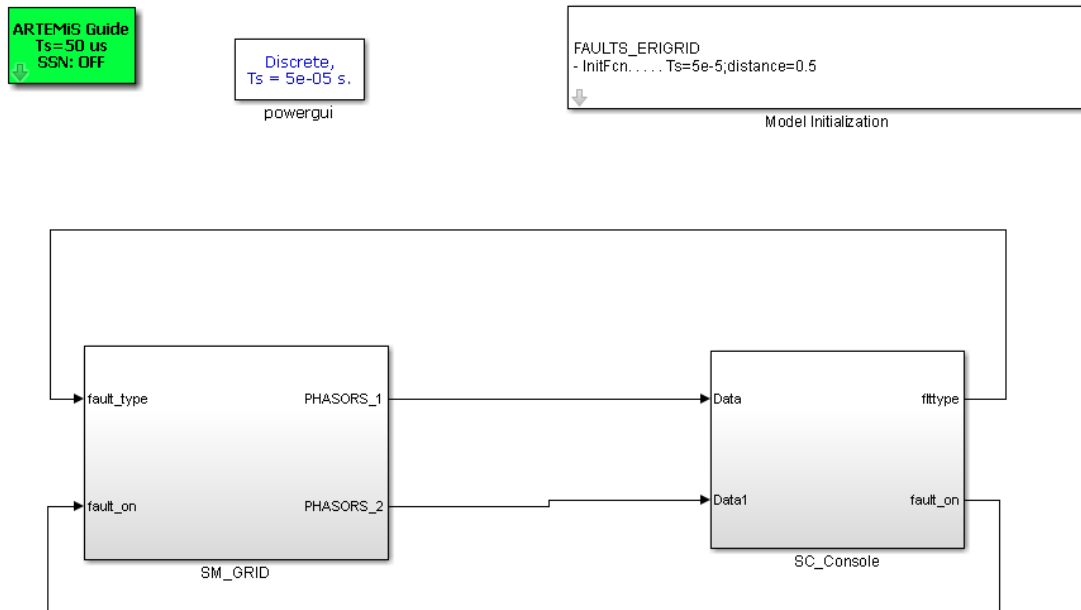 ARTEMiS Guide
Ts=50 us
SSN: OFF
Discrete,
Ts = 5e-05 s.
powergui
FAULTS_ERIGRID
- InitFcn..... Ts=5e-5;distance=0.5
Model Initialization
fault_type
PHASORS_1
fault_on
PHASORS_2
SM_GRID
Data
flttype
Data1
fault_on
SC_Console